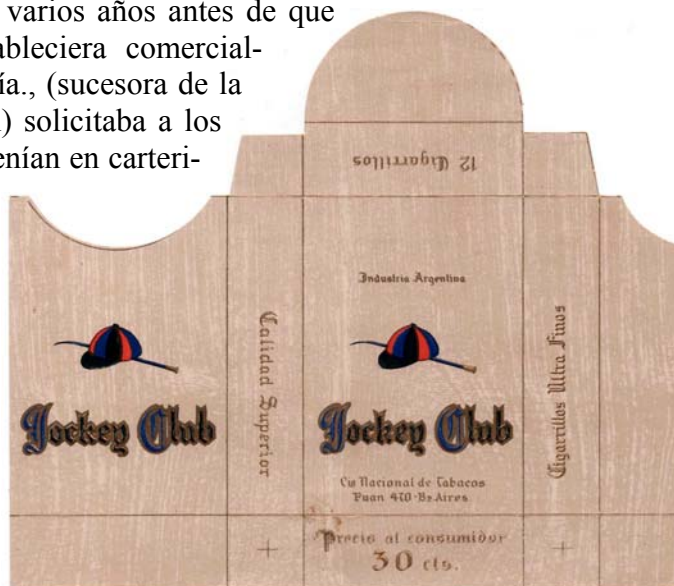 varios años antes de que
ableciera comercial-
ía., (sucesora de la
) solicitaba a los
enían en carteri-
12 Cigarrillos
Industria Argentina
Jockey Club
Calidad Superior
Jockey Club
Cigarrillos Ultra Finos
Cia Nacional de Tabacos
Puan 470-Bs Aires
Precio al consumidor
30 cts.